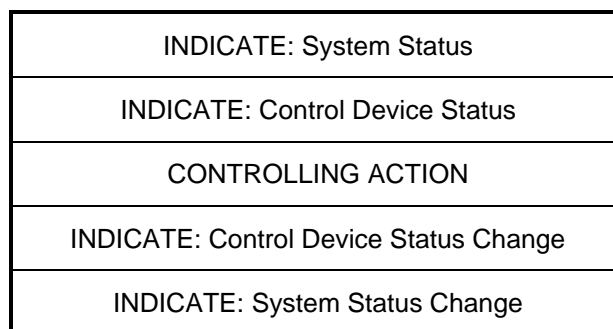 INDICATE: System Status
INDICATE: Control Device Status
CONTROLLING ACTION
INDICATE: Control Device Status Change
INDICATE: System Status Change